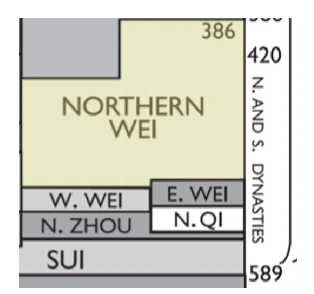 386
420
NORTHERN
WEI
N. AND S. DYNASTIES
W. WEI
E. WEI
N. ZHOU
N. QI
SUI
589